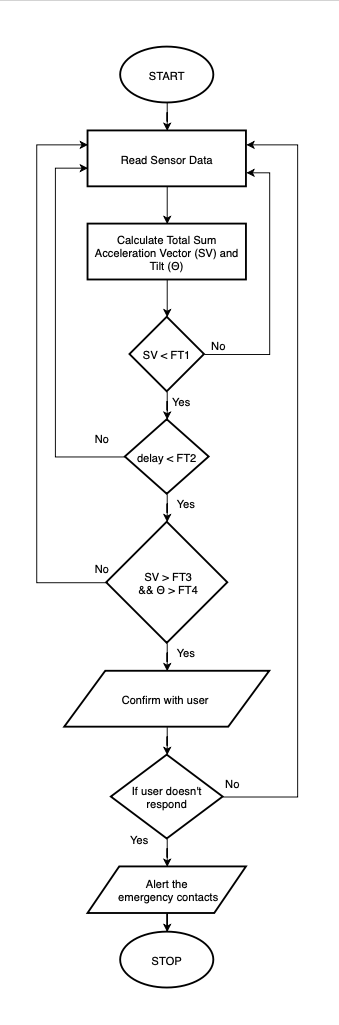 START
Read Sensor Data
Calculate Total Sum
Acceleration Vector (SV) and
Tilt (Θ)
SV < FT1
No
Yes
No
delay < FT2
Yes
No
SV > FT3
&& Θ > FT4
Yes
Confirm with user
If user doesn't
respond
No
Yes
Alert the
emergency contacts
STOP